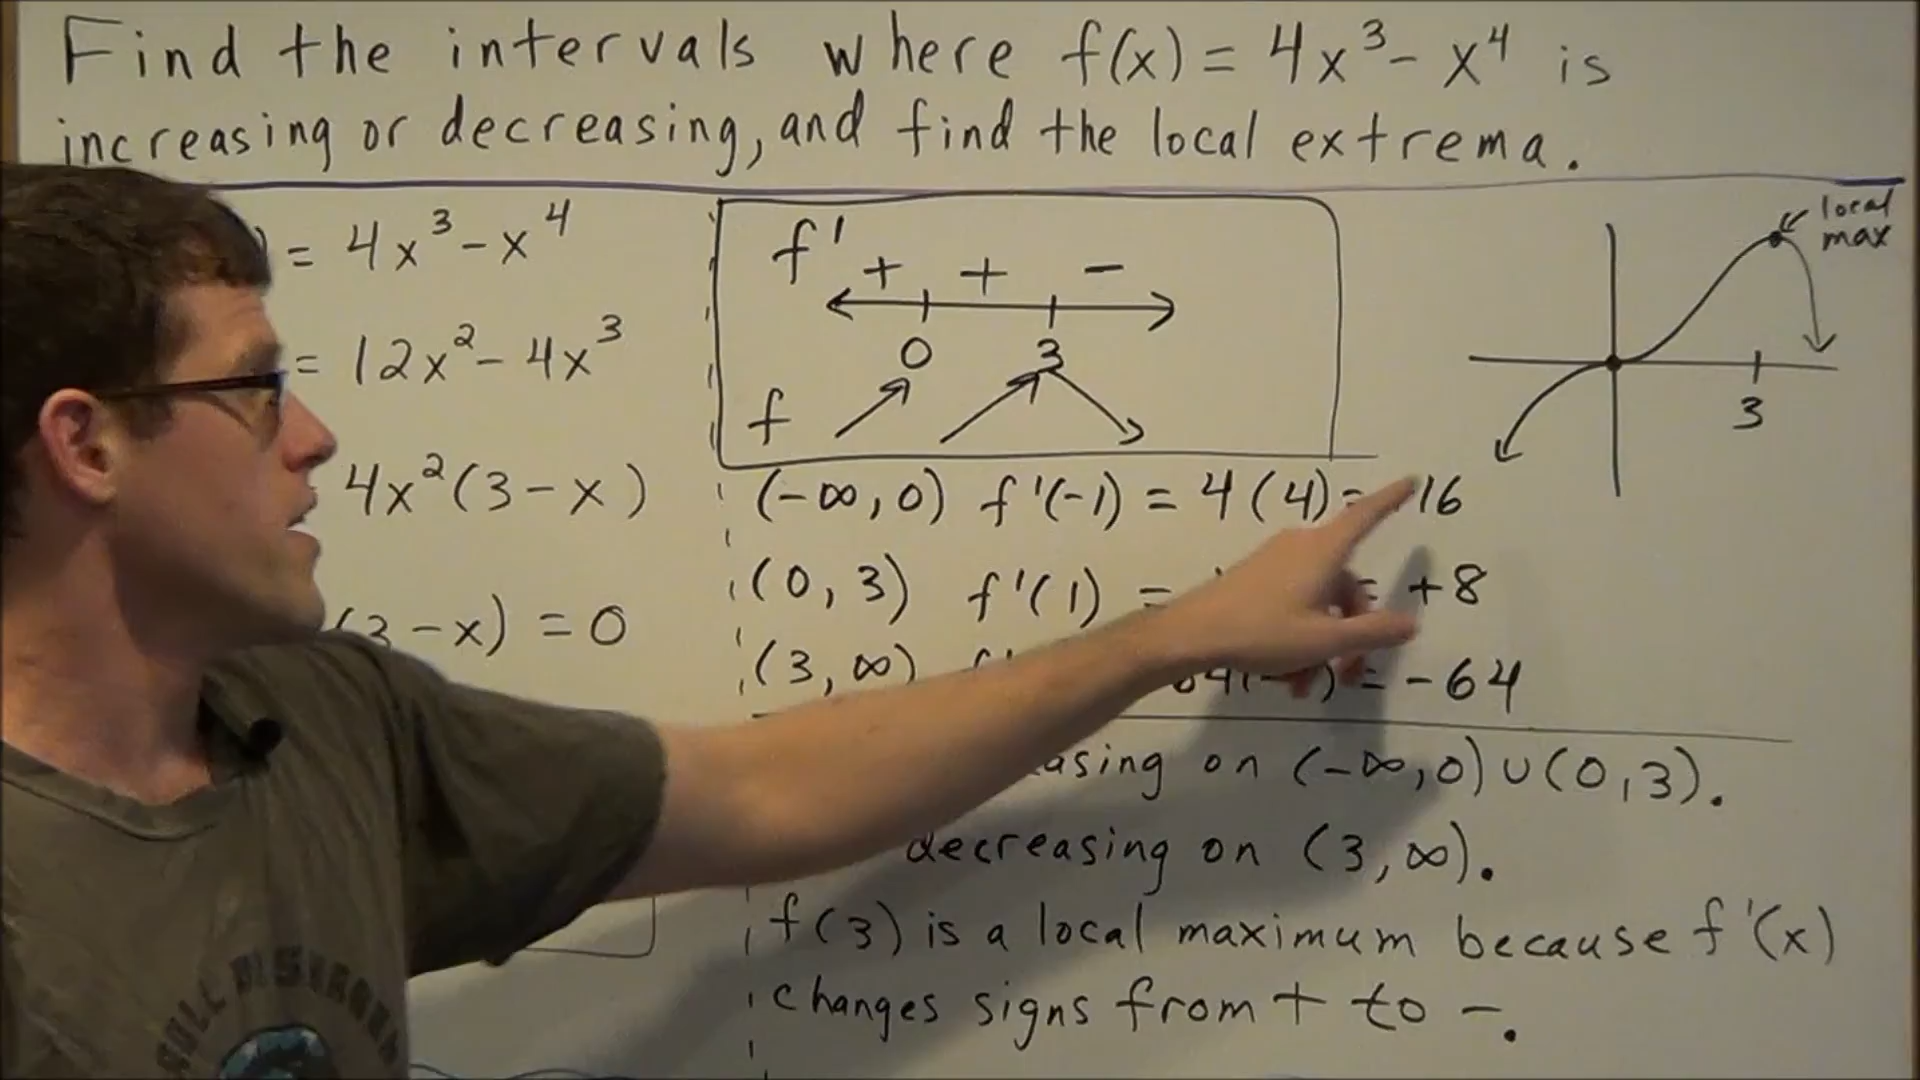 Find the intervals where f(x) = 4x³ - x⁴ is
increasing or decreasing, and find the local extrema.
) = 4x³ - x⁴
= 12x² - 4x³
4x²(3 - x)
(3 - x) = 0
f'
+ + -
0 3
f
(-∞, 0) f'(-1) = 4(4) = 16
(0, 3) f'(1) = = +8
(3, ∞) = -64
on (-∞, 0) ∪ (0, 3).
decreasing on (3, ∞).
f(3) is a local maximum because f'(x)
changes signs from + to -.
local
max
3